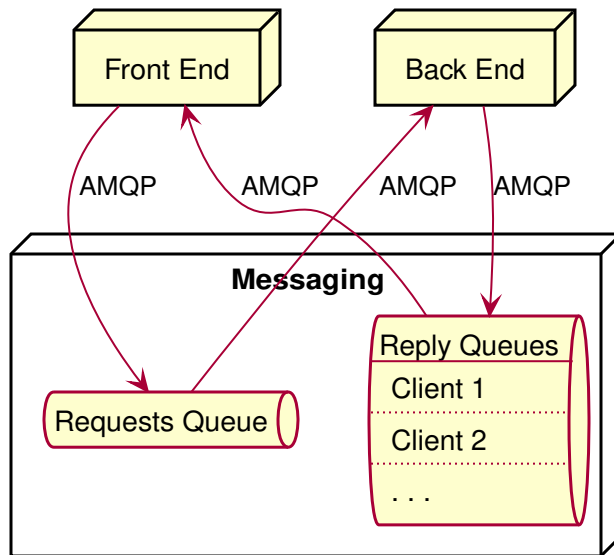 Front End
Back End
AMQP
AMQP
AMQP
AMQP
Messaging
Reply Queues
Client 1
Requests Queue
Client 2
. . .